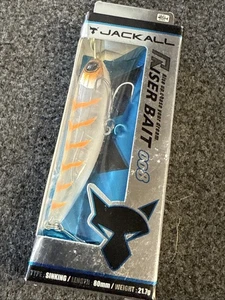 JACKALL
RISER BAIT
008
TYPE : SINKING / LENGTH : 80mm / WEIGHT : 21.7g